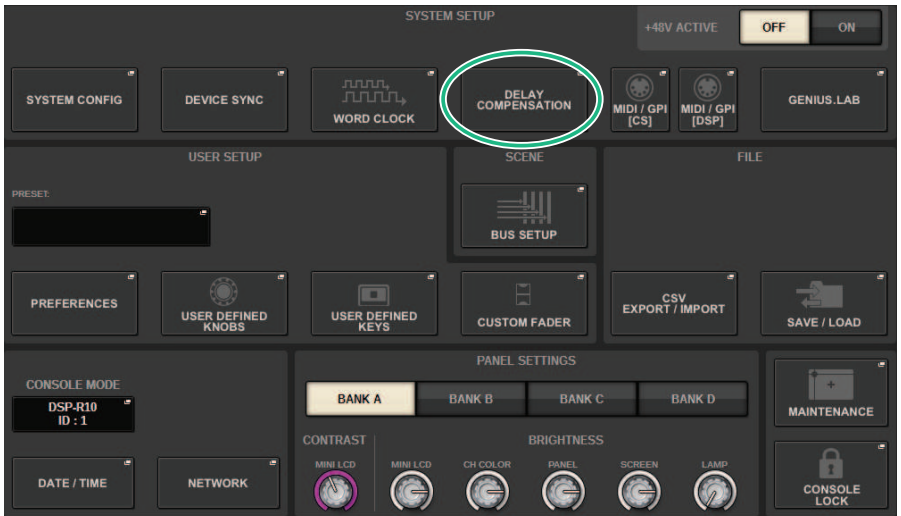 SYSTEM SETUP
+48V ACTIVE
OFF
ON
SYSTEM CONFIG
DEVICE SYNC
WORD CLOCK
DELAY
COMPENSATION
MIDI / GPI
[CS]
MIDI / GPI
[DSP]
GENIUS.LAB
USER SETUP
PRESET:
SCENE
BUS SETUP
FILE
PREFERENCES
USER DEFINED
KNOBS
USER DEFINED
KEYS
CUSTOM FADER
CSV
EXPORT / IMPORT
SAVE / LOAD
CONSOLE MODE
DSP-R10
ID : 1
DATE / TIME
NETWORK
PANEL SETTINGS
BANK A
BANK B
BANK C
BANK D
CONTRAST
BRIGHTNESS
MINI LCD
MINI LCD
CH COLOR
PANEL
SCREEN
LAMP
MAINTENANCE
CONSOLE
LOCK